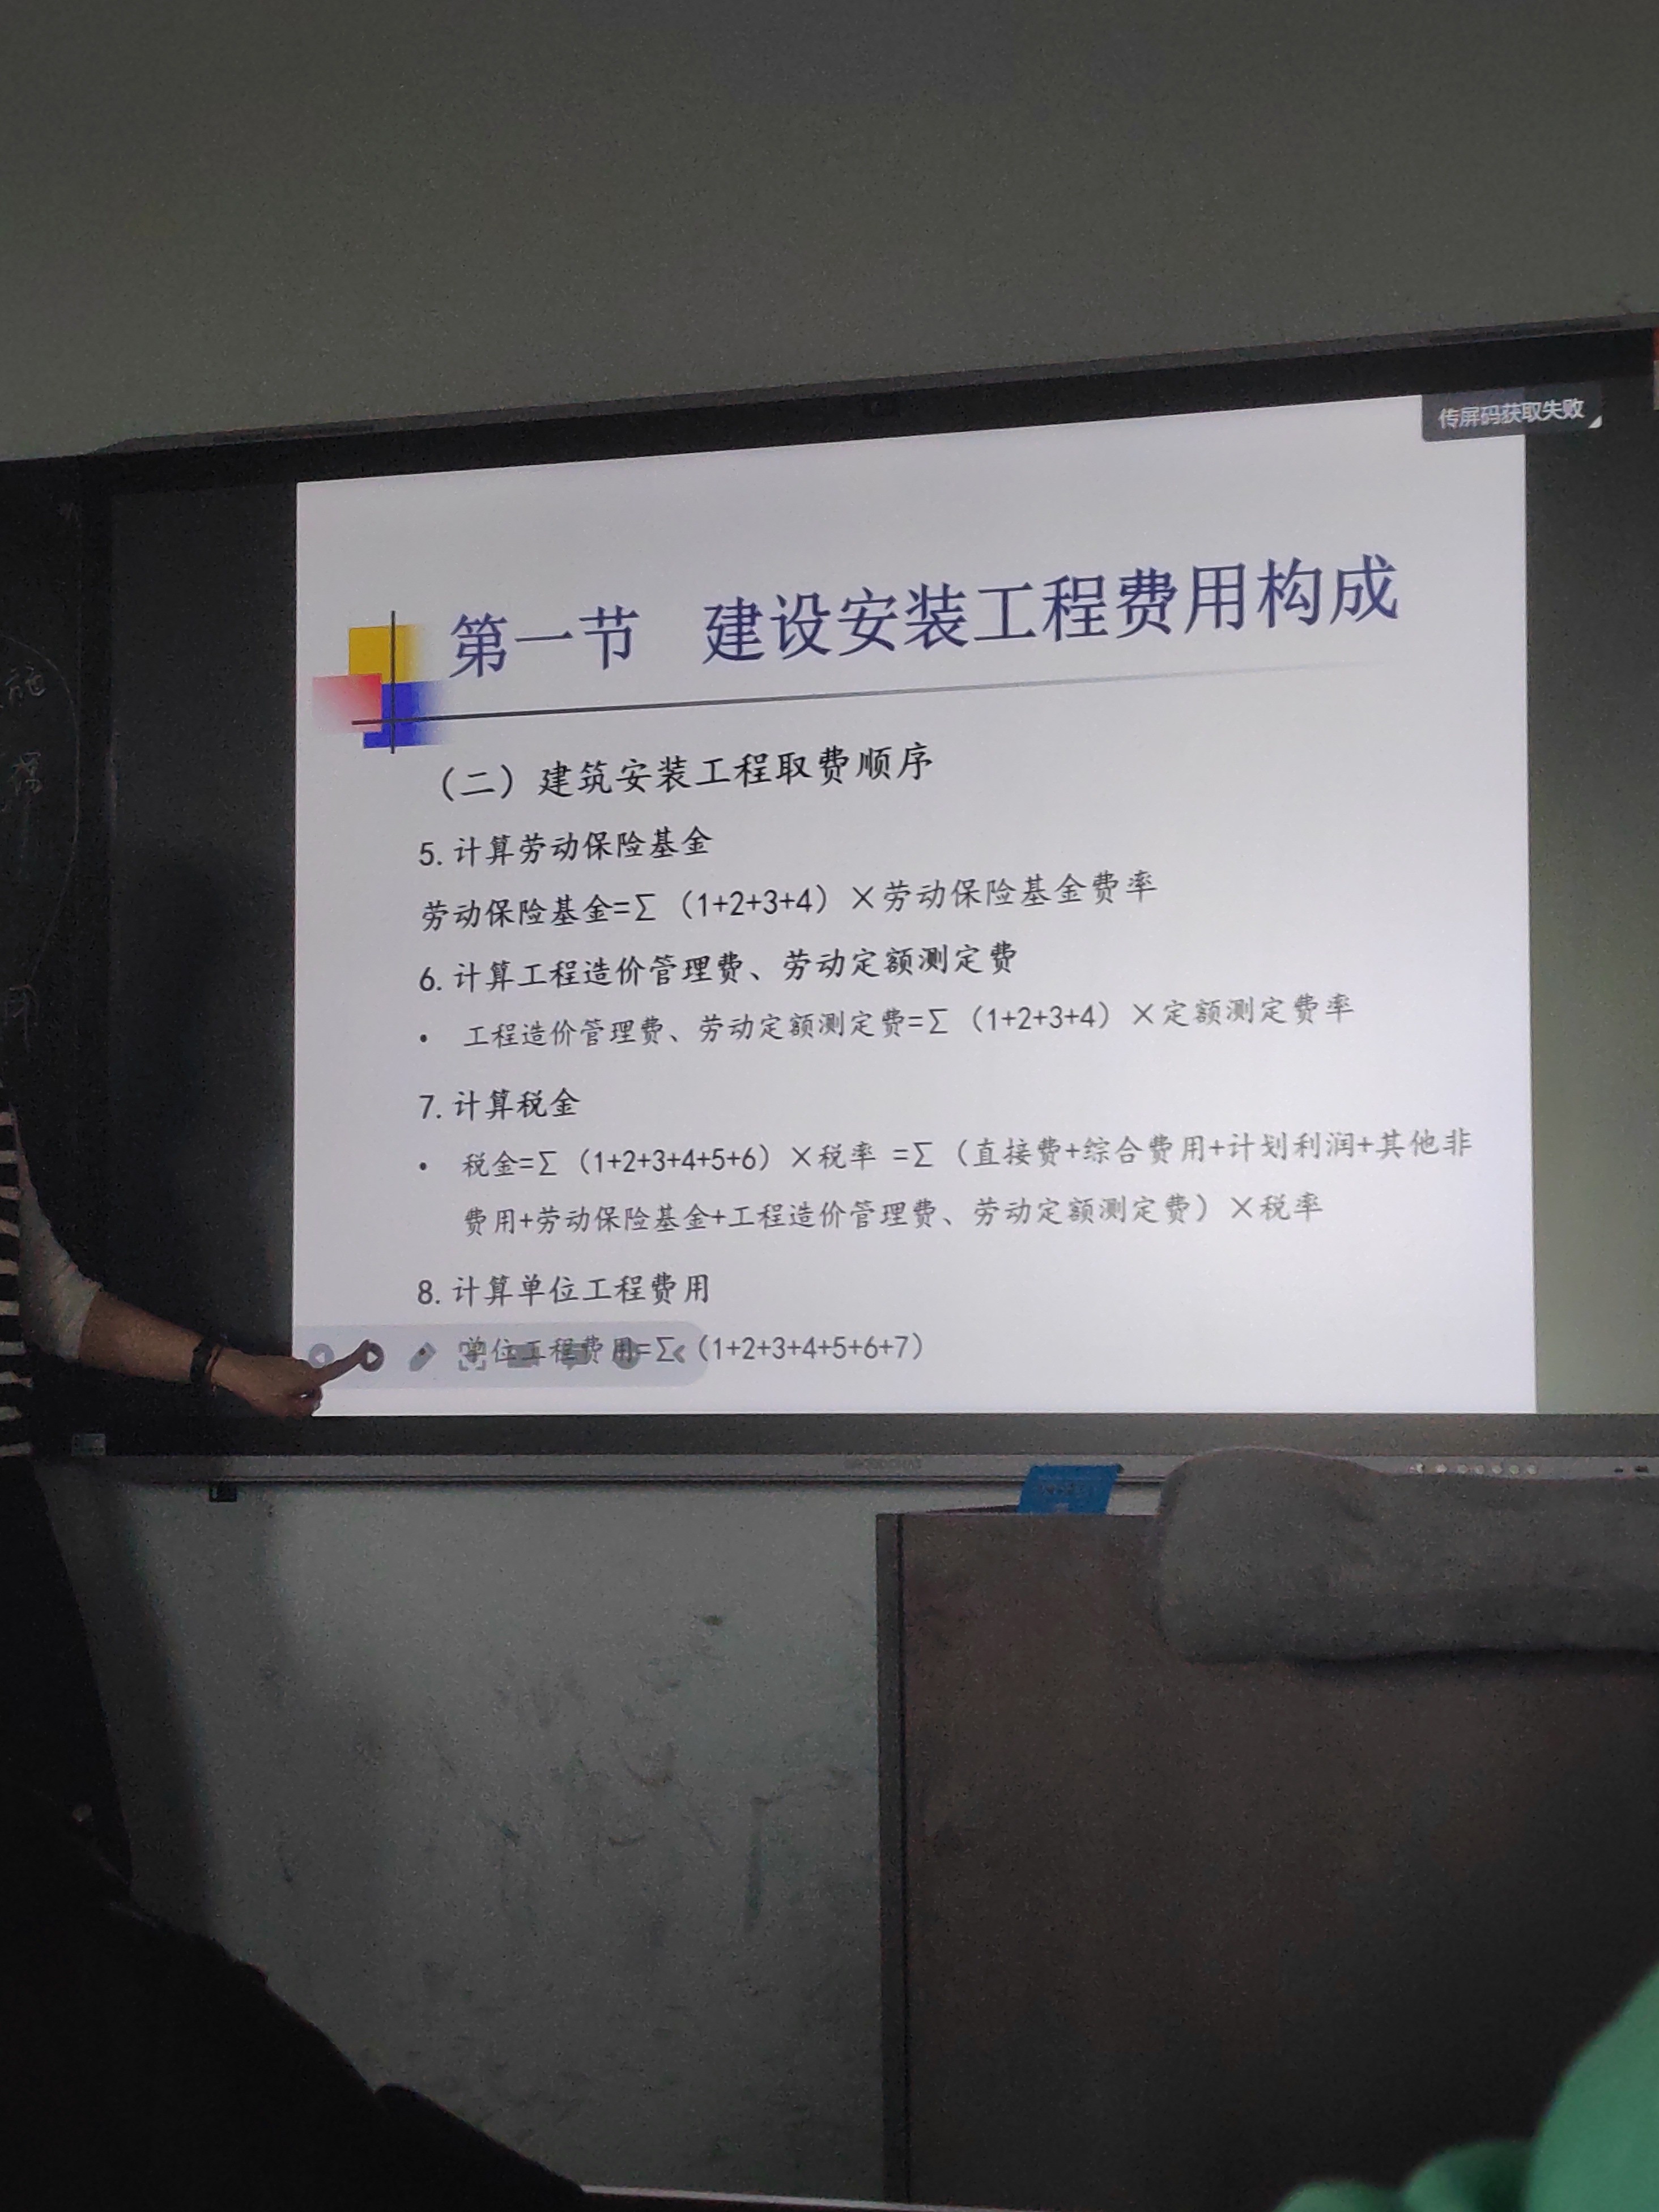 传屏码获取失败
第一节 建设安装工程费用构成
（二）建筑安装工程取费顺序
5.计算劳动保险基金
劳动保险基金=∑（1+2+3+4）×劳动保险基金费率
6.计算工程造价管理费、劳动定额测定费
• 工程造价管理费、劳动定额测定费=∑（1+2+3+4）×定额测定费率
7.计算税金
• 税金=∑（1+2+3+4+5+6）×税率 =∑（直接费+综合费用+计划利润+其他非
费用+劳动保险基金+工程造价管理费、劳动定额测定费）×税率
8.计算单位工程费用
单位工程费用=∑（1+2+3+4+5+6+7）